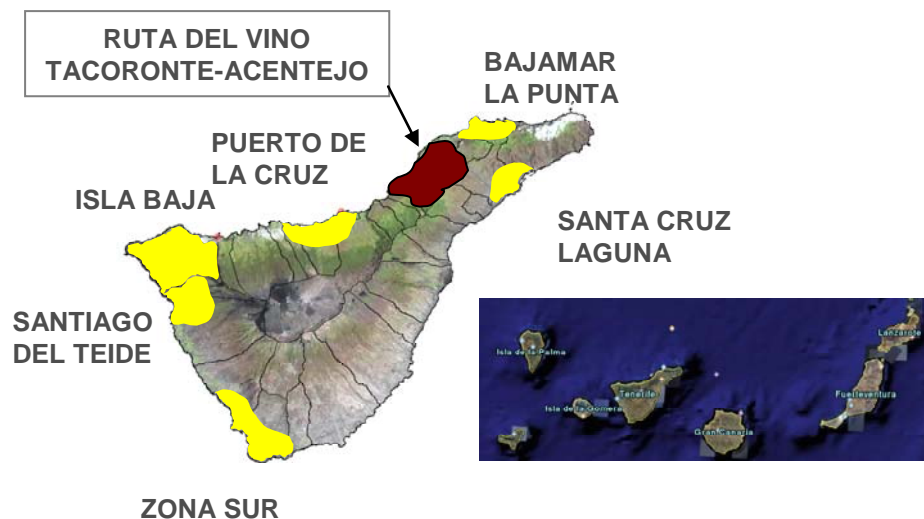 RUTA DEL VINO
TACORONTE-ACENTEJO
BAJAMAR
LA PUNTA
PUERTO DE
LA CRUZ
ISLA BAJA
SANTA CRUZ
LAGUNA
SANTIAGO
DEL TEIDE
ZONA SUR
Lanzarote
Isla de la Palma
Tenerife
Fuerteventura
Isla de la Gomera
Gran Canaria